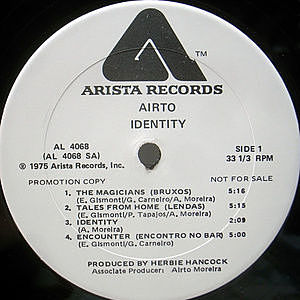 TM
ARISTA RECORDS
AIRTO
IDENTITY
AL 4068
(AL 4068 SA)
℗ 1975 Arista Records, Inc.
SIDE 1
33 1/3 RPM
PROMOTION COPY
NOT FOR SALE
1. THE MAGICIANS (BRUXOS) 5:16
(E. Gismonti/G. Carneiro/A. Moreira)
2. TALES FROM HOME (LENDAS) 5:15
(E. Gismonti/P. Tapajos/A. Moreira)
3. IDENTITY 2:09
(A. Moreira)
4. ENCOUNTER (ENCONTRO NO BAR) 5:00
(E. Gismonti/G. Carneiro)
PRODUCED BY HERBIE HANCOCK
Associate Producer: Airto Moreira